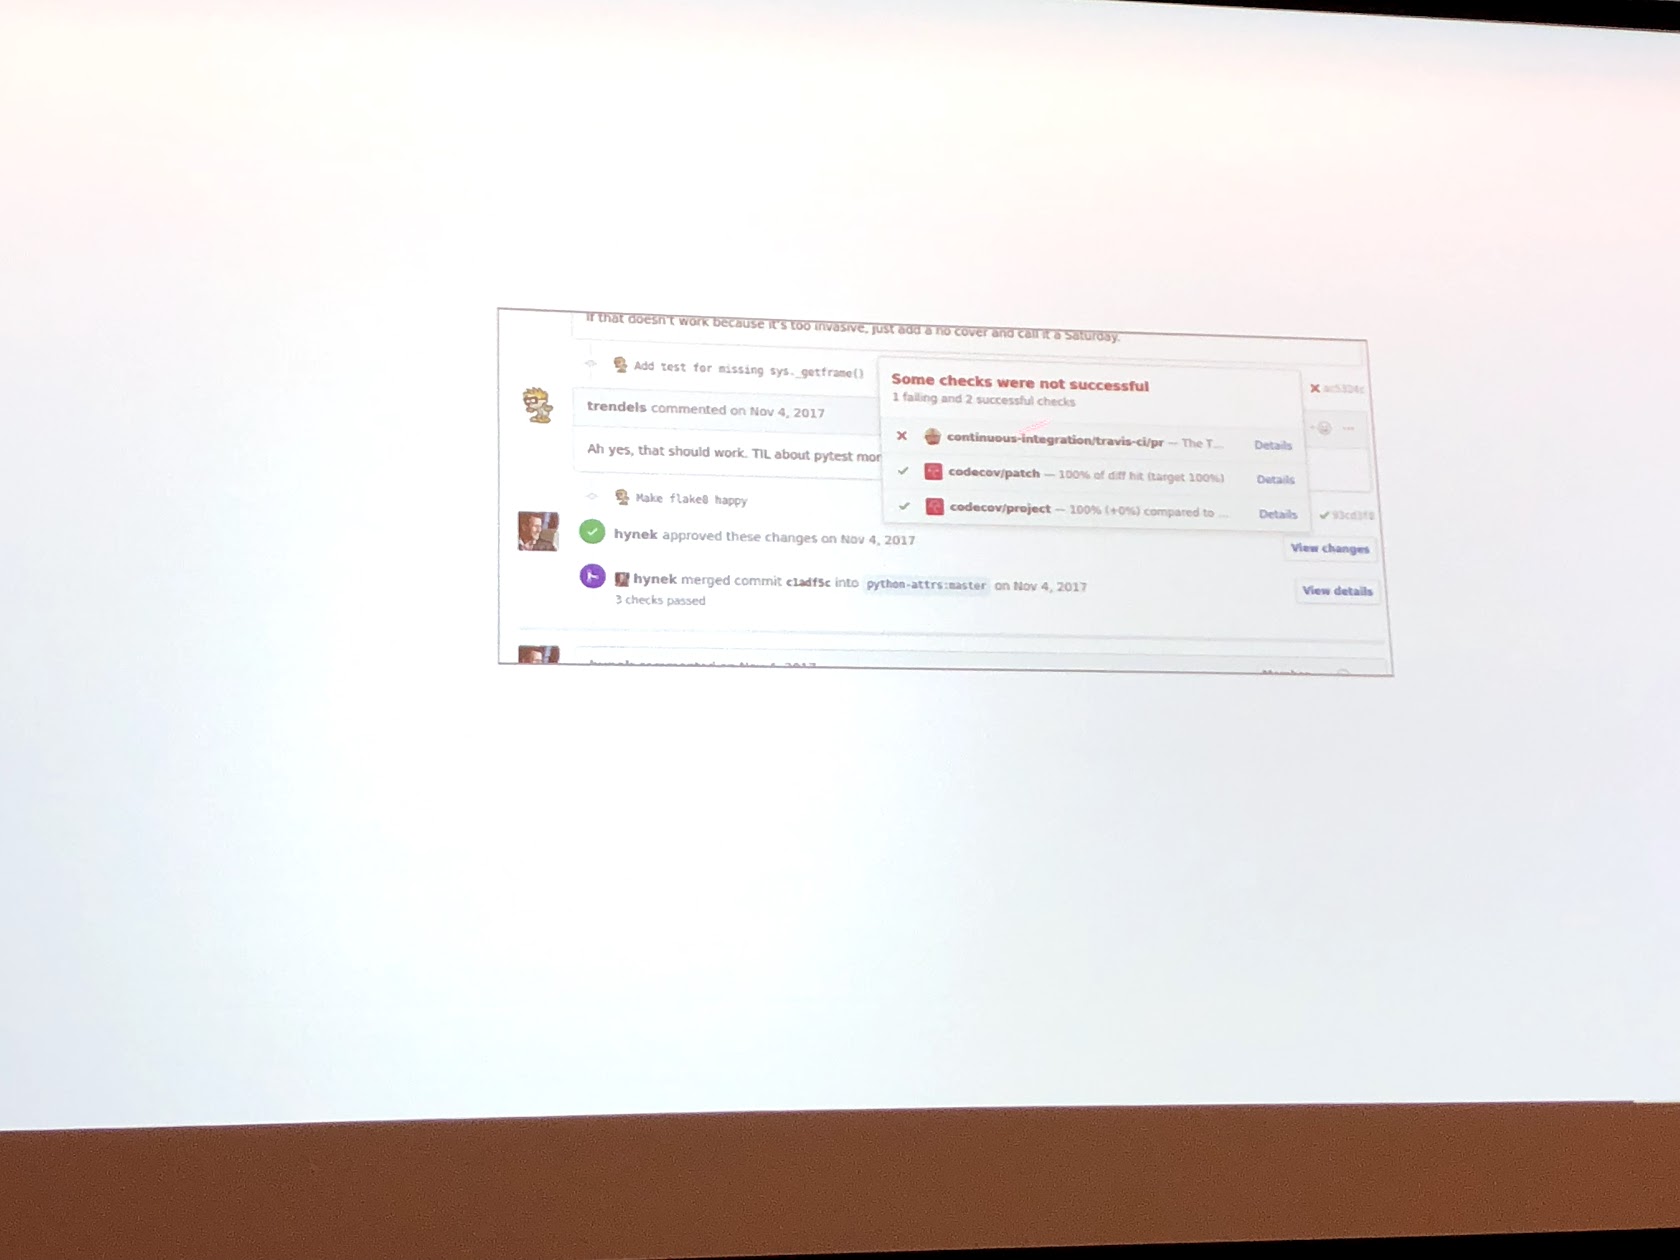 If that doesn't work because it's too invasive, just add a no cover and call it a Saturday.
Add test for missing sys._getframe()
Some checks were not successful
1 failing and 2 successful checks
trendels commented on Nov 4, 2017
continuous-integration/travis-ci/pr — The T... Details
Ah yes, that should work. TIL about pytest mor
codecov/patch — 100% of diff hit (target 100%) Details
Make flake8 happy
codecov/project — 100% (+0%) compared to ... Details
hynek approved these changes on Nov 4, 2017
View changes
hynek merged commit c1adf5c into python-attrs:master on Nov 4, 2017
View details
3 checks passed